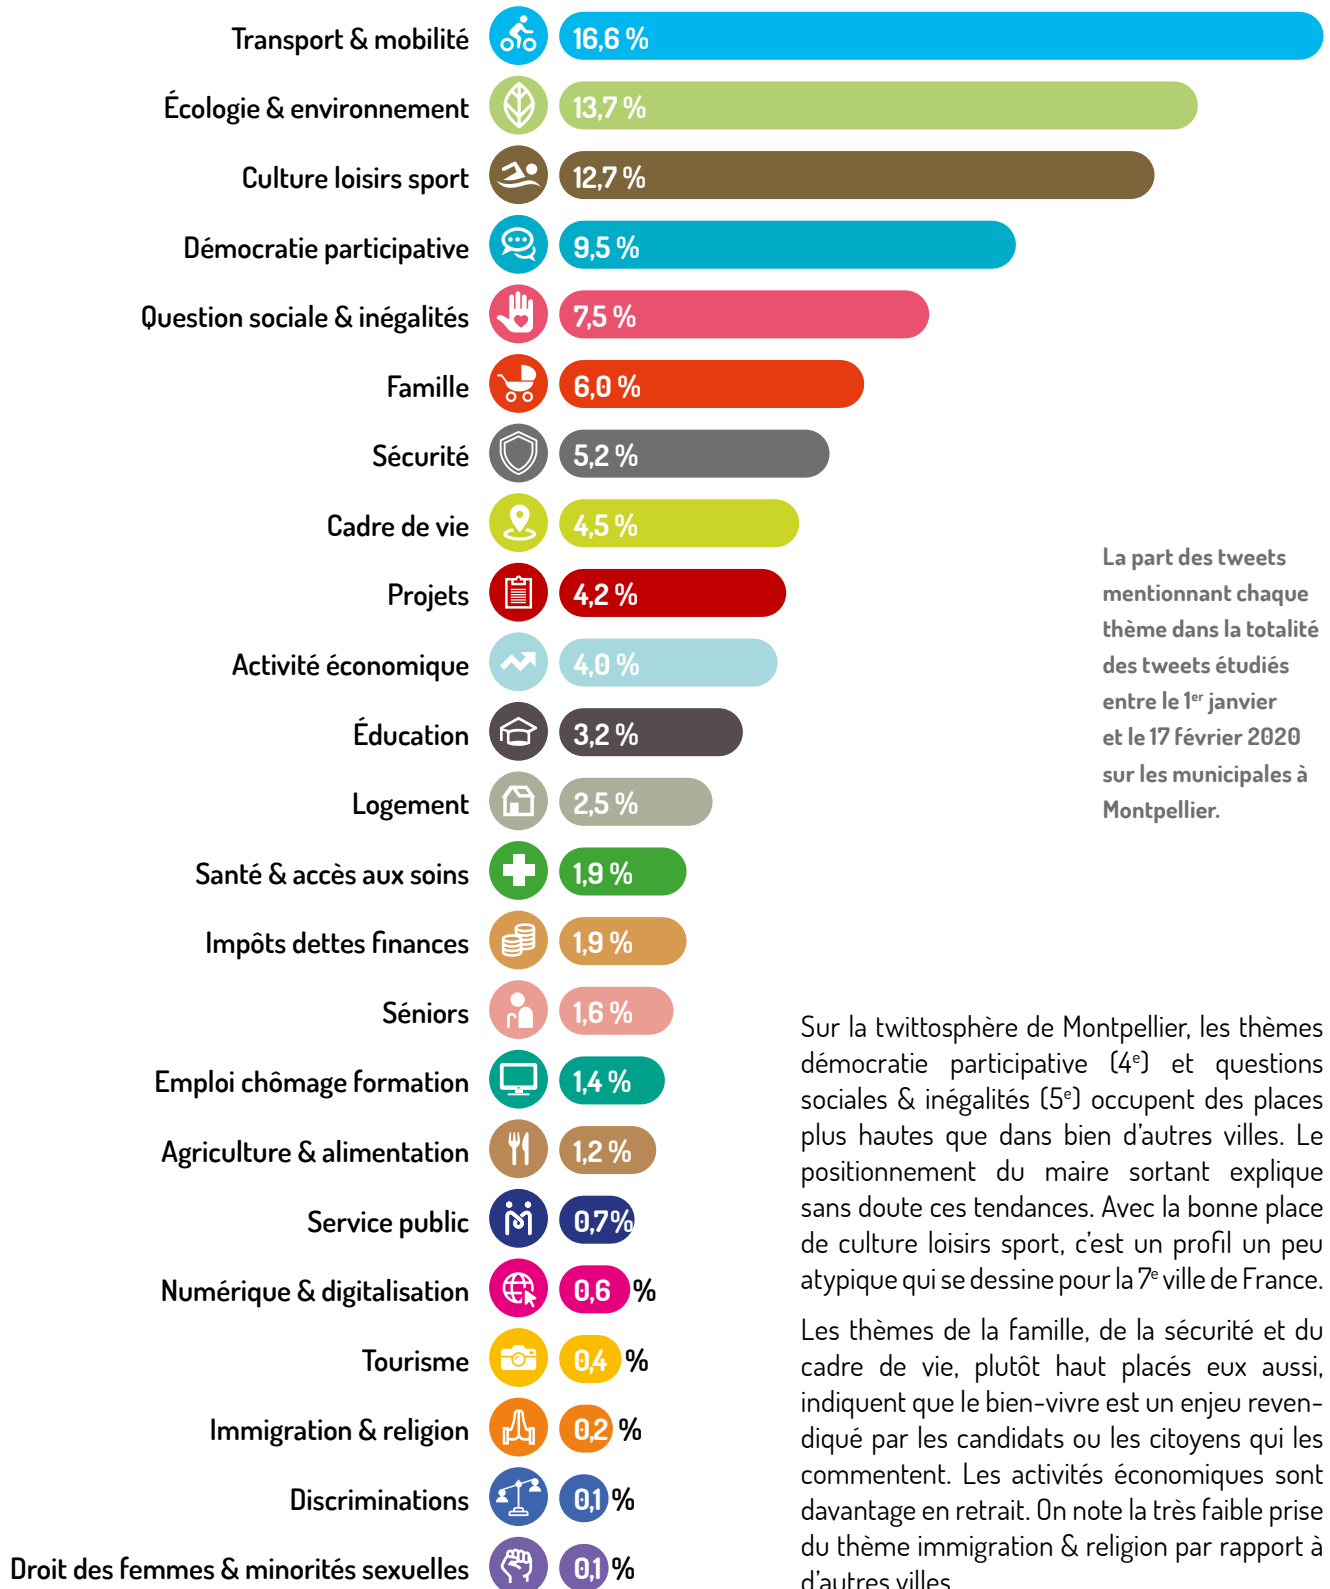 Transport & mobilité 16,6 %
Écologie & environnement 13,7 %
Culture loisirs sport 12,7 %
Démocratie participative 9,5 %
Question sociale & inégalités 7,5 %
Famille 6,0 %
Sécurité 5,2 %
Cadre de vie 4,5 %
Projets 4,2 %
Activité économique 4,0 %
Éducation 3,2 %
Logement 2,5 %
Santé & accès aux soins 1,9 %
Impôts dettes finances 1,9 %
Séniors 1,6 %
Emploi chômage formation 1,4 %
Agriculture & alimentation 1,2 %
Service public 0,7%
Numérique & digitalisation 0,6 %
Tourisme 0,4 %
Immigration & religion 0,2 %
Discriminations 0,1 %
Droit des femmes & minorités sexuelles 0,1 %
La part des tweets
mentionnant chaque
thème dans la totalité
des tweets étudiés
entre le 1er janvier
et le 17 février 2020
sur les municipales à
Montpellier.
Sur la twittosphère de Montpellier, les thèmes
démocratie participative (4e) et questions
sociales & inégalités (5e) occupent des places
plus hautes que dans bien d'autres villes. Le
positionnement du maire sortant explique
sans doute ces tendances. Avec la bonne place
de culture loisirs sport, c'est un profil un peu
atypique qui se dessine pour la 7e ville de France.
Les thèmes de la famille, de la sécurité et du
cadre de vie, plutôt haut placés eux aussi,
indiquent que le bien-vivre est un enjeu reven-
diqué par les candidats ou les citoyens qui les
commentent. Les activités économiques sont
davantage en retrait. On note la très faible prise
du thème immigration & religion par rapport à
d'autres villes